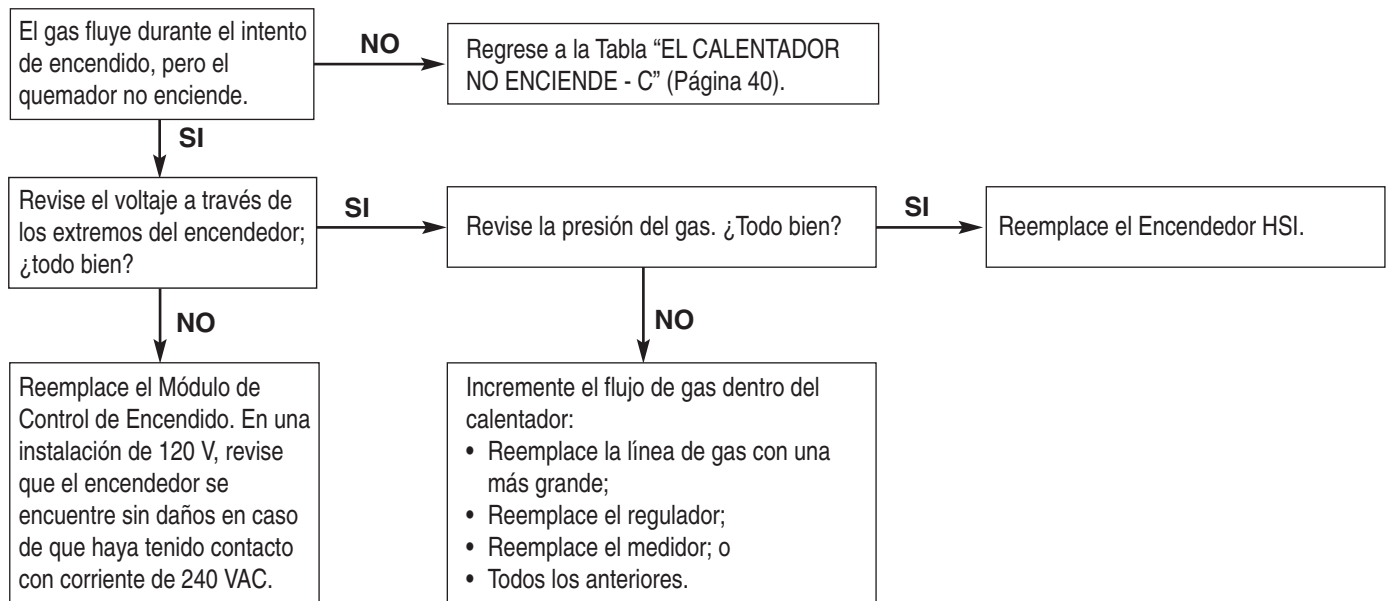 El gas fluye durante el intento
de encendido, pero el
quemador no enciende.
NO
Regrese a la Tabla “EL CALENTADOR
NO ENCIENDE - C” (Página 40).
SI
Revise el voltaje a través de
los extremos del encendedor;
¿todo bien?
SI
Revise la presión del gas. ¿Todo bien?
SI
Reemplace el Encendedor HSI.
NO
NO
Reemplace el Módulo de
Control de Encendido. En una
instalación de 120 V, revise
que el encendedor se
encuentre sin daños en caso
de que haya tenido contacto
con corriente de 240 VAC.
Incremente el flujo de gas dentro del
calentador:
• Reemplace la línea de gas con una
más grande;
• Reemplace el regulador;
• Reemplace el medidor; o
• Todos los anteriores.